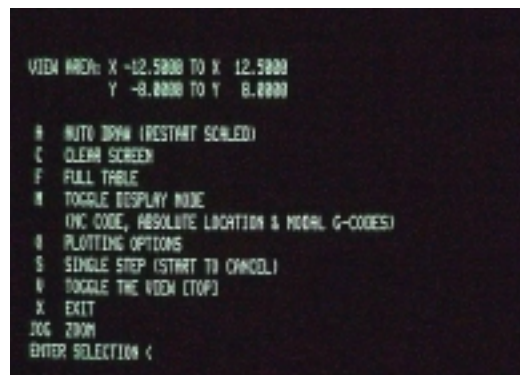 VIEW AREA: X -12.5000 TO X 12.5000
Y -8.0000 TO Y 8.0000
A AUTO DRAW (RESTART SCALED)
C CLEAR SCREEN
F FULL TABLE
M TOGGLE DISPLAY MODE
(NC CODE, ABSOLUTE LOCATION & MODAL G-CODES)
O PLOTTING OPTIONS
S SINGLE STEP (START TO CANCEL)
V TOGGLE THE VIEW [TOP]
X EXIT
JOG ZOOM
ENTER SELECTION (